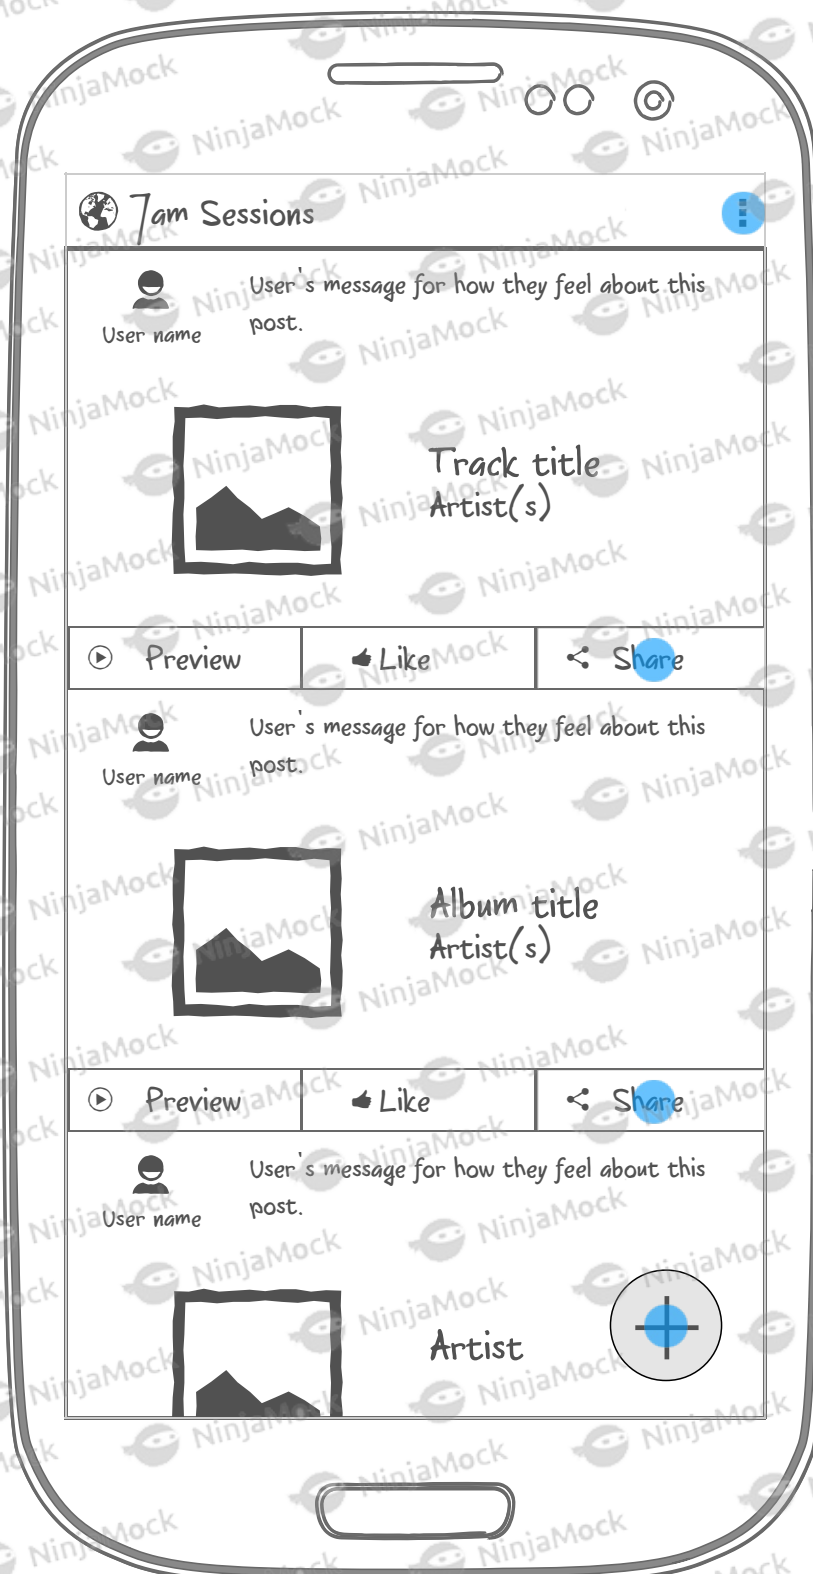 Jam Sessions
User's message for how they feel about this
post.
User name
Track title
Artist(s)
Preview
Like
Share
User's message for how they feel about this
post.
User name
Album title
Artist(s)
Preview
Like
Share
User's message for how they feel about this
post.
User name
Artist
NinjaMock